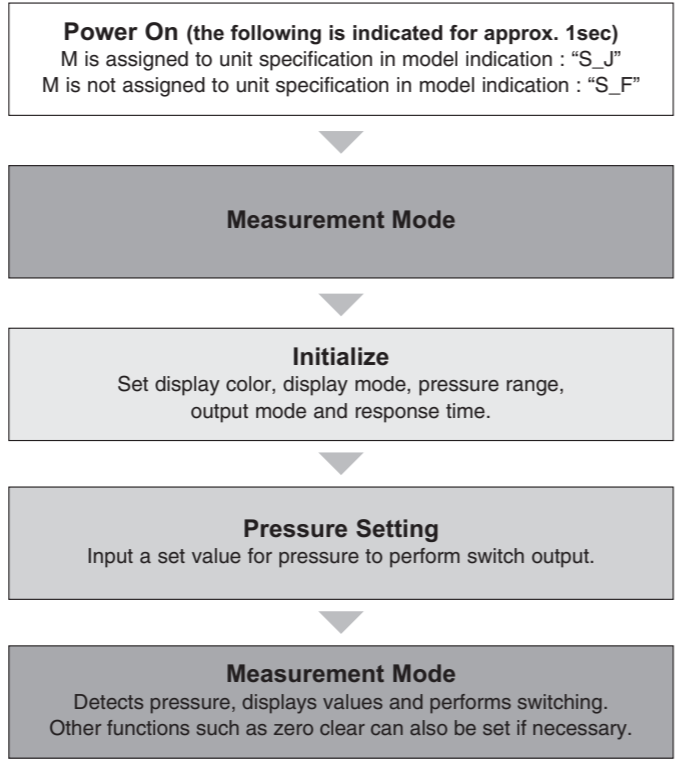 Power On (the following is indicated for approx. 1sec)
M is assigned to unit specification in model indication : “S_J”
M is not assigned to unit specification in model indication : “S_F”
Measurement Mode
Initialize
Set display color, display mode, pressure range,
output mode and response time.
Pressure Setting
Input a set value for pressure to perform switch output.
Measurement Mode
Detects pressure, displays values and performs switching.
Other functions such as zero clear can also be set if necessary.